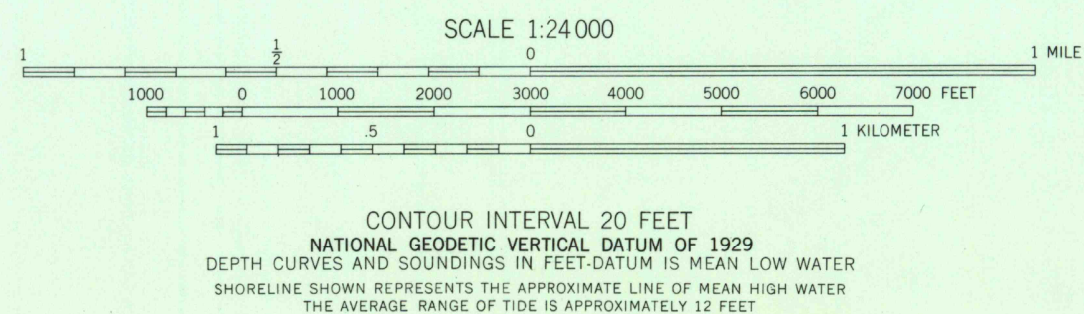 SCALE 1:24 000
1 ½ 0 1 MILE
1000 0 1000 2000 3000 4000 5000 6000 7000 FEET
1 .5 0 1 KILOMETER
CONTOUR INTERVAL 20 FEET
NATIONAL GEODETIC VERTICAL DATUM OF 1929
DEPTH CURVES AND SOUNDINGS IN FEET-DATUM IS MEAN LOW WATER
SHORELINE SHOWN REPRESENTS THE APPROXIMATE LINE OF MEAN HIGH WATER
THE AVERAGE RANGE OF TIDE IS APPROXIMATELY 12 FEET